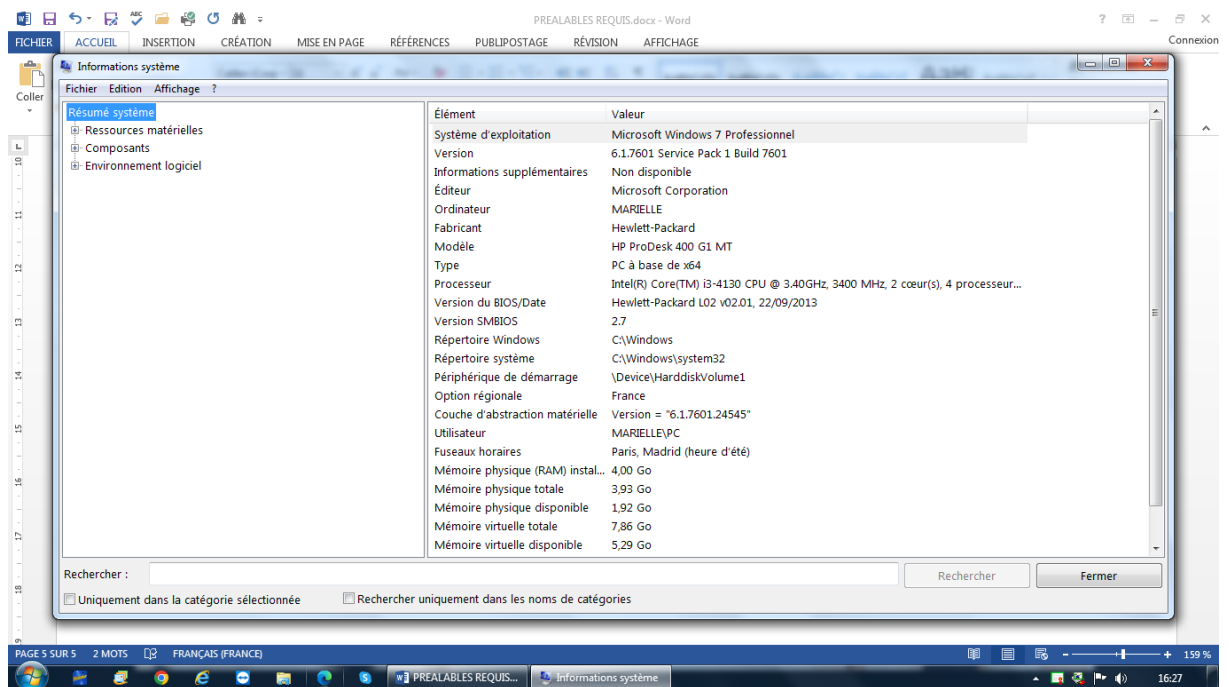 PREALABLES REQUIS.docx - Word
FICHIER ACCUEIL INSERTION CRÉATION MISE EN PAGE RÉFÉRENCES PUBLIPOSTAGE RÉVISION AFFICHAGE Connexion
Coller
Informations système
Fichier Edition Affichage ?
Résumé système
Ressources matérielles
Composants
Environnement logiciel
Élément Valeur
Système d'exploitation Microsoft Windows 7 Professionnel
Version 6.1.7601 Service Pack 1 Build 7601
Informations supplémentaires Non disponible
Éditeur Microsoft Corporation
Ordinateur MARIELLE
Fabricant Hewlett-Packard
Modèle HP ProDesk 400 G1 MT
Type PC à base de x64
Processeur Intel(R) Core(TM) i3-4130 CPU @ 3.40GHz, 3400 MHz, 2 cœur(s), 4 processeur...
Version du BIOS/Date Hewlett-Packard L02 v02.01, 22/09/2013
Version SMBIOS 2.7
Répertoire Windows C:\Windows
Répertoire système C:\Windows\system32
Périphérique de démarrage \Device\HarddiskVolume1
Option régionale France
Couche d'abstraction matérielle Version = "6.1.7601.24545"
Utilisateur MARIELLE\PC
Fuseaux horaires Paris, Madrid (heure d'été)
Mémoire physique (RAM) instal... 4,00 Go
Mémoire physique totale 3,93 Go
Mémoire physique disponible 1,92 Go
Mémoire virtuelle totale 7,86 Go
Mémoire virtuelle disponible 5,29 Go
Rechercher : Rechercher Fermer
Uniquement dans la catégorie sélectionnée Rechercher uniquement dans les noms de catégories
10
11
12
13
14
15
16
17
18
PAGE 5 SUR 5 2 MOTS FRANÇAIS (FRANCE) 159 %
PREALABLES REQUIS... Informations système 16:27